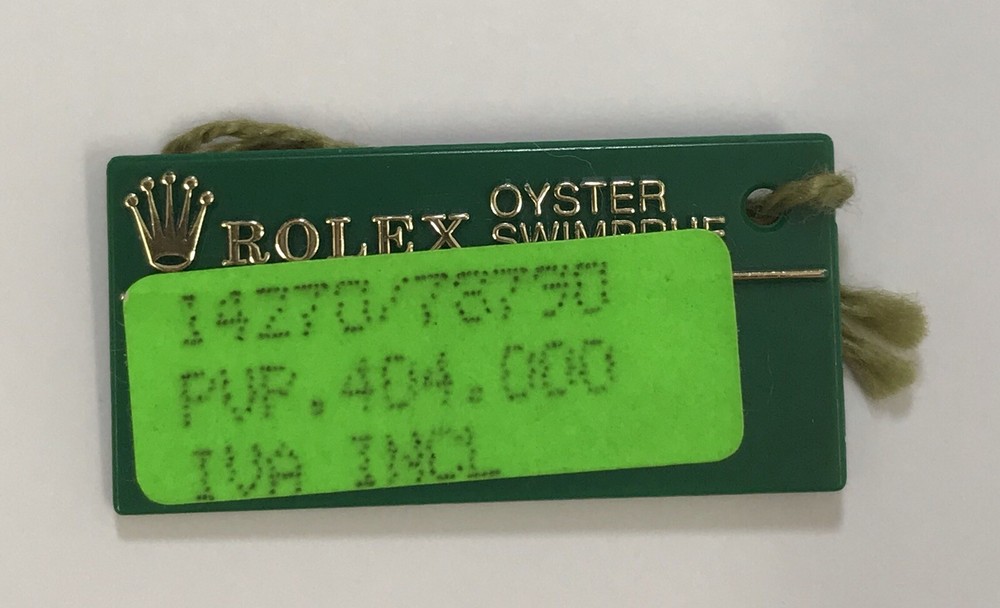 ROLEX
OYSTER
SWIMPRUF
14270/78790
PVP.404.000
IVA INCL